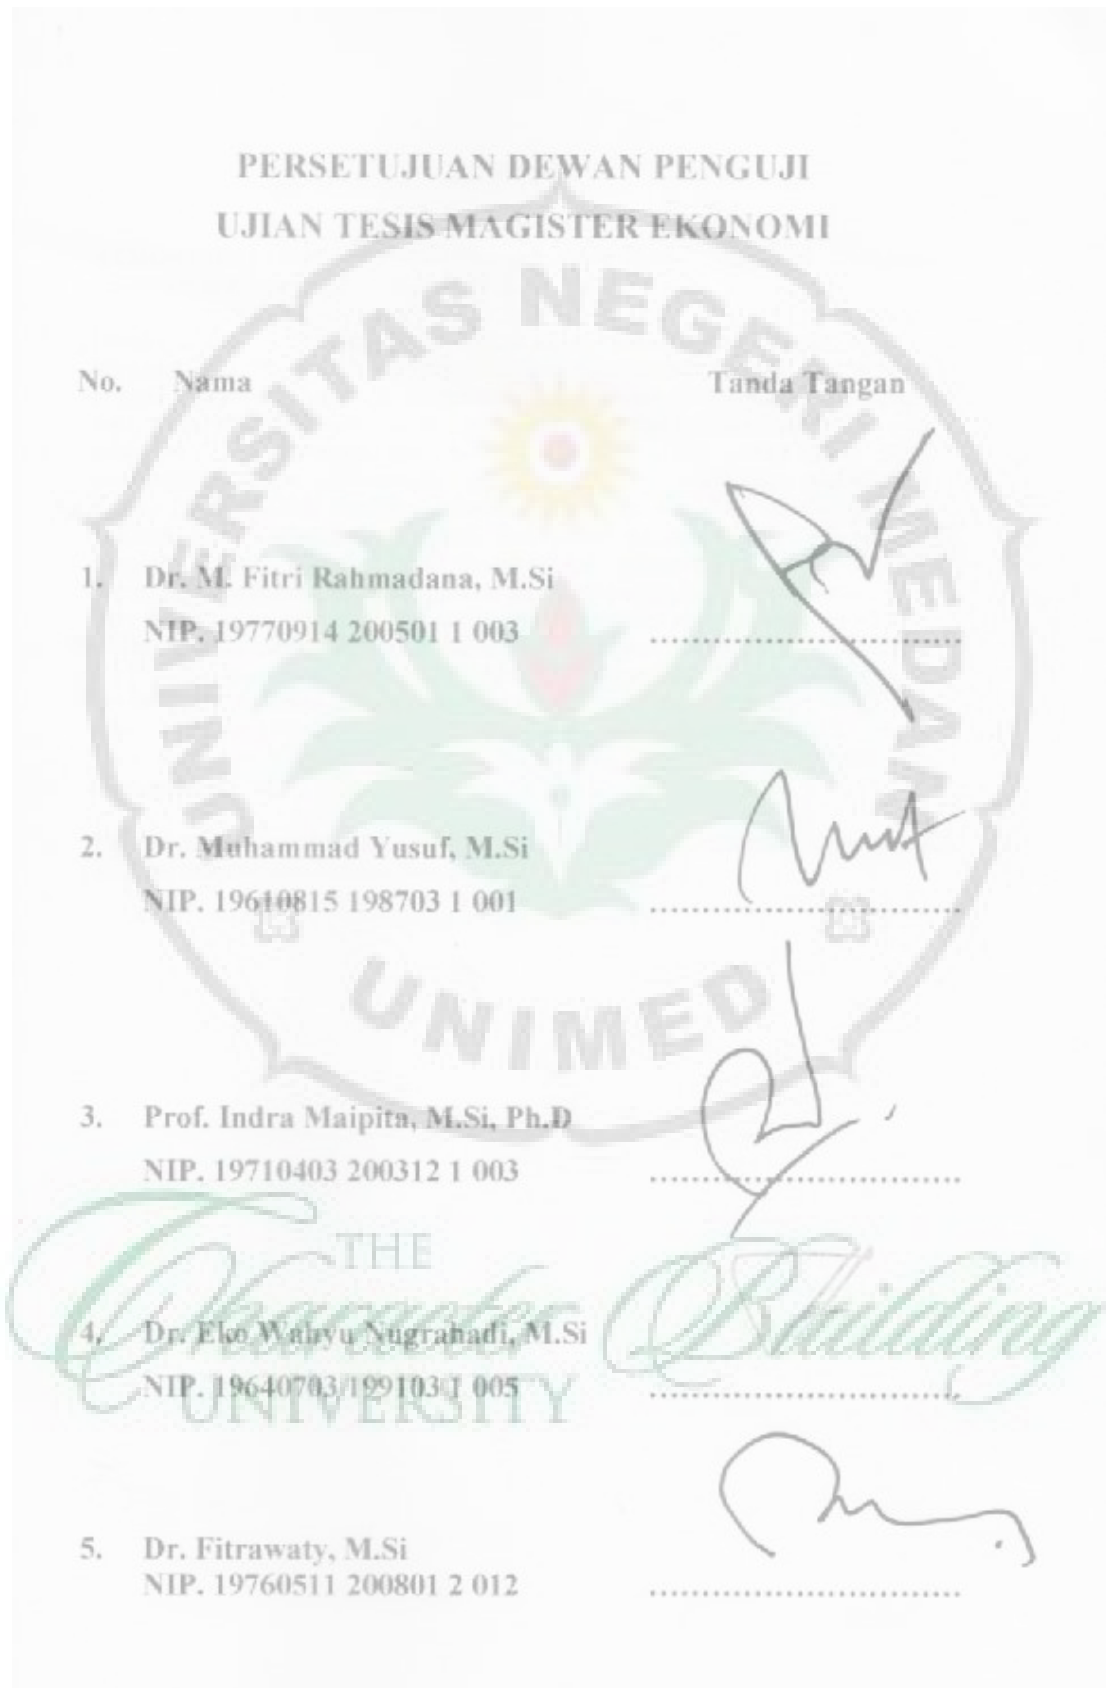 PERSETUJUAN DEWAN PENGUJI
UJIAN TESIS MAGISTER EKONOMI
UNIVERSITAS NEGERI MEDAN
No. Nama Tanda Tangan
1. Dr. M. Fitri Rahmadana, M.Si
NIP. 19770914 200501 1 003 ..............................
2. Dr. Muhammad Yusuf, M.Si
NIP. 19610815 198703 1 001 ..............................
UNIMED
3. Prof. Indra Maipita, M.Si, Ph.D
NIP. 19710403 200312 1 003 ..............................
THE
Character Building
UNIVERSITY
4. Dr. Eko Wahyu Nugrahadi, M.Si
NIP. 19640703 199103 1 005 ..............................
5. Dr. Fitrawaty, M.Si
NIP. 19760511 200801 2 012 ..............................